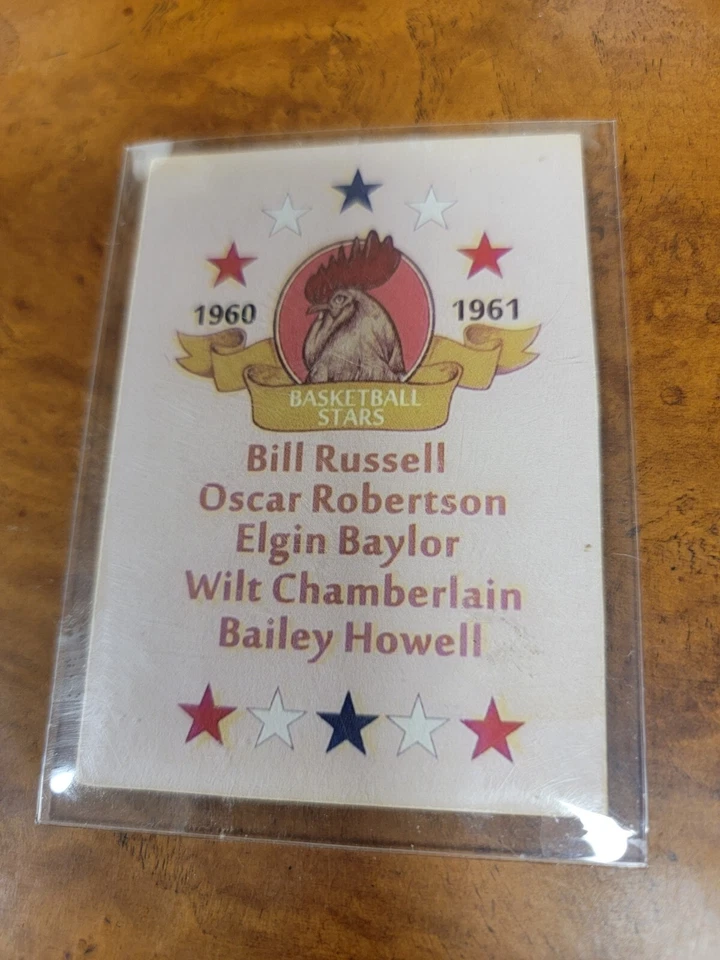 1960 1961
BASKETBALL
STARS
Bill Russell
Oscar Robertson
Elgin Baylor
Wilt Chamberlain
Bailey Howell